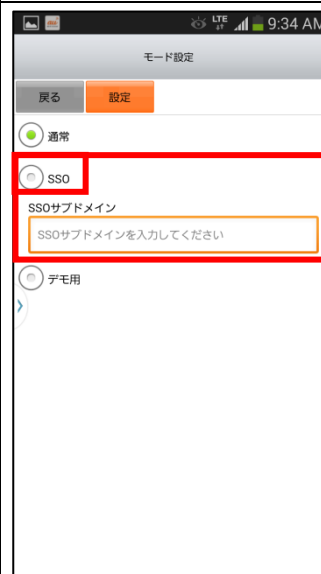 LTE 9:34 AM
モード設定
戻る 設定
通常
SSO
SSOサブドメイン
SSOサブドメインを入力してください
デモ用